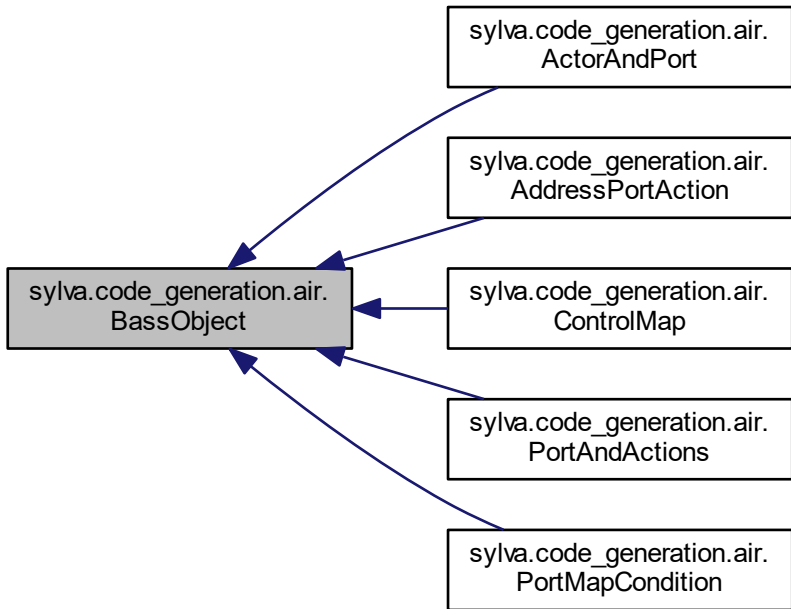 sylva.code_generation.air.
ActorAndPort
sylva.code_generation.air.
AddressPortAction
sylva.code_generation.air.
BassObject
sylva.code_generation.air.
ControlMap
sylva.code_generation.air.
PortAndActions
sylva.code_generation.air.
PortMapCondition